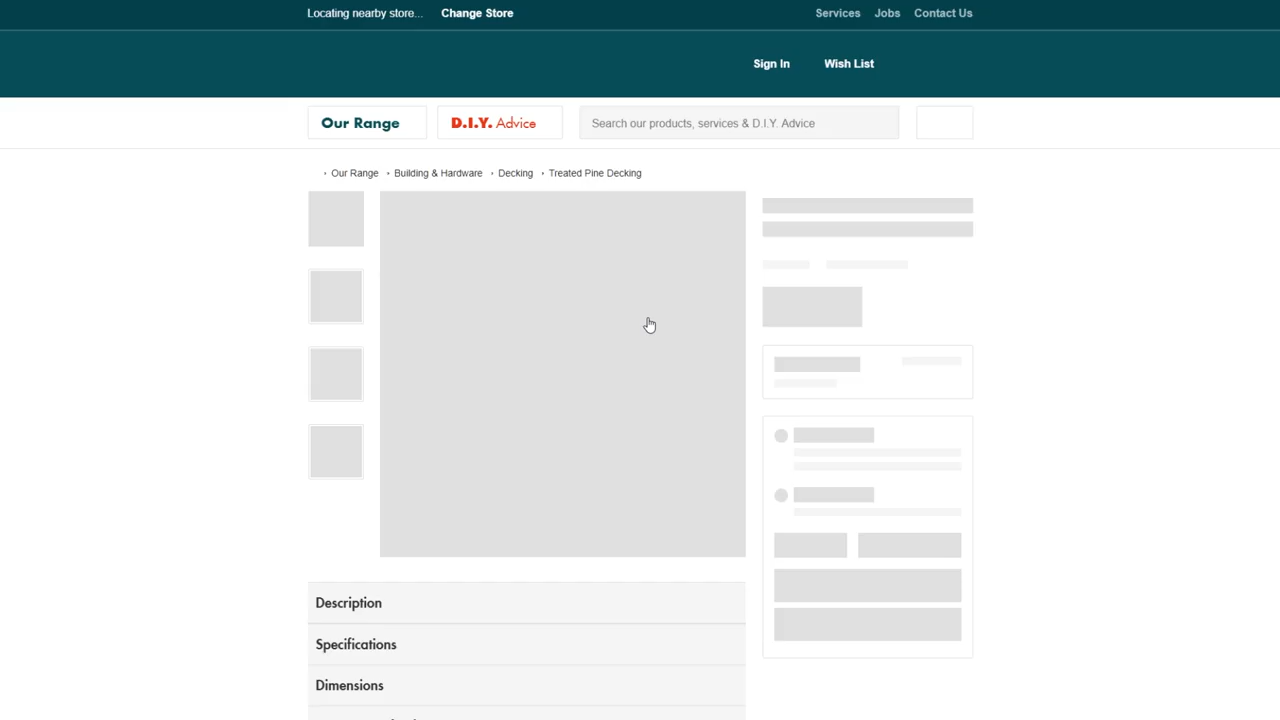 Locating nearby store... Change Store Services Jobs Contact Us
Sign In Wish List
Our Range D.I.Y. Advice Search our products, services & D.I.Y. Advice
› Our Range › Building & Hardware › Decking › Treated Pine Decking
Description
Specifications
Dimensions